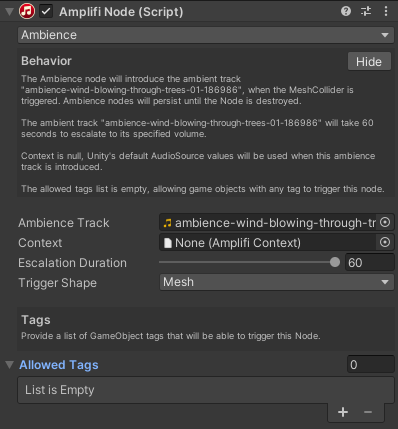 Amplifi Node (Script)
Ambience
Behavior
Hide
The Ambience node will introduce the ambient track
"ambience-wind-blowing-through-trees-01-186986", when the MeshCollider is
triggered. Ambience nodes will persist until the Node is destroyed.
The ambient track "ambience-wind-blowing-through-trees-01-186986" will take 60
seconds to escalate to its specified volume.
Context is null, Unity's default AudioSource values will be used when this ambient
track is introduced.
The allowed tags list is empty, allowing game objects with any tag to trigger this node.
Ambience Track
ambience-wind-blowing-through-tr
Context
None (Amplifi Context)
Escalation Duration
60
Trigger Shape
Mesh
Tags
Provide a list of GameObject tags that will be able to trigger this Node.
Allowed Tags
0
List is Empty